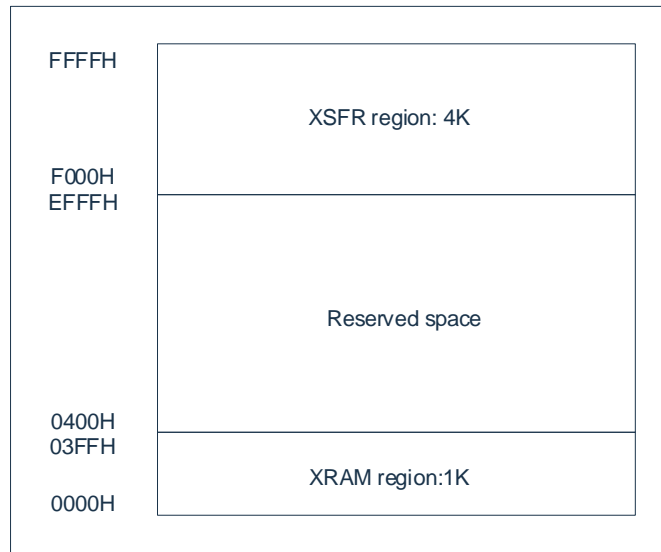 FFFFH
XSFR region: 4K
F000H
EFFFH
Reserved space
0400H
03FFH
XRAM region:1K
0000H